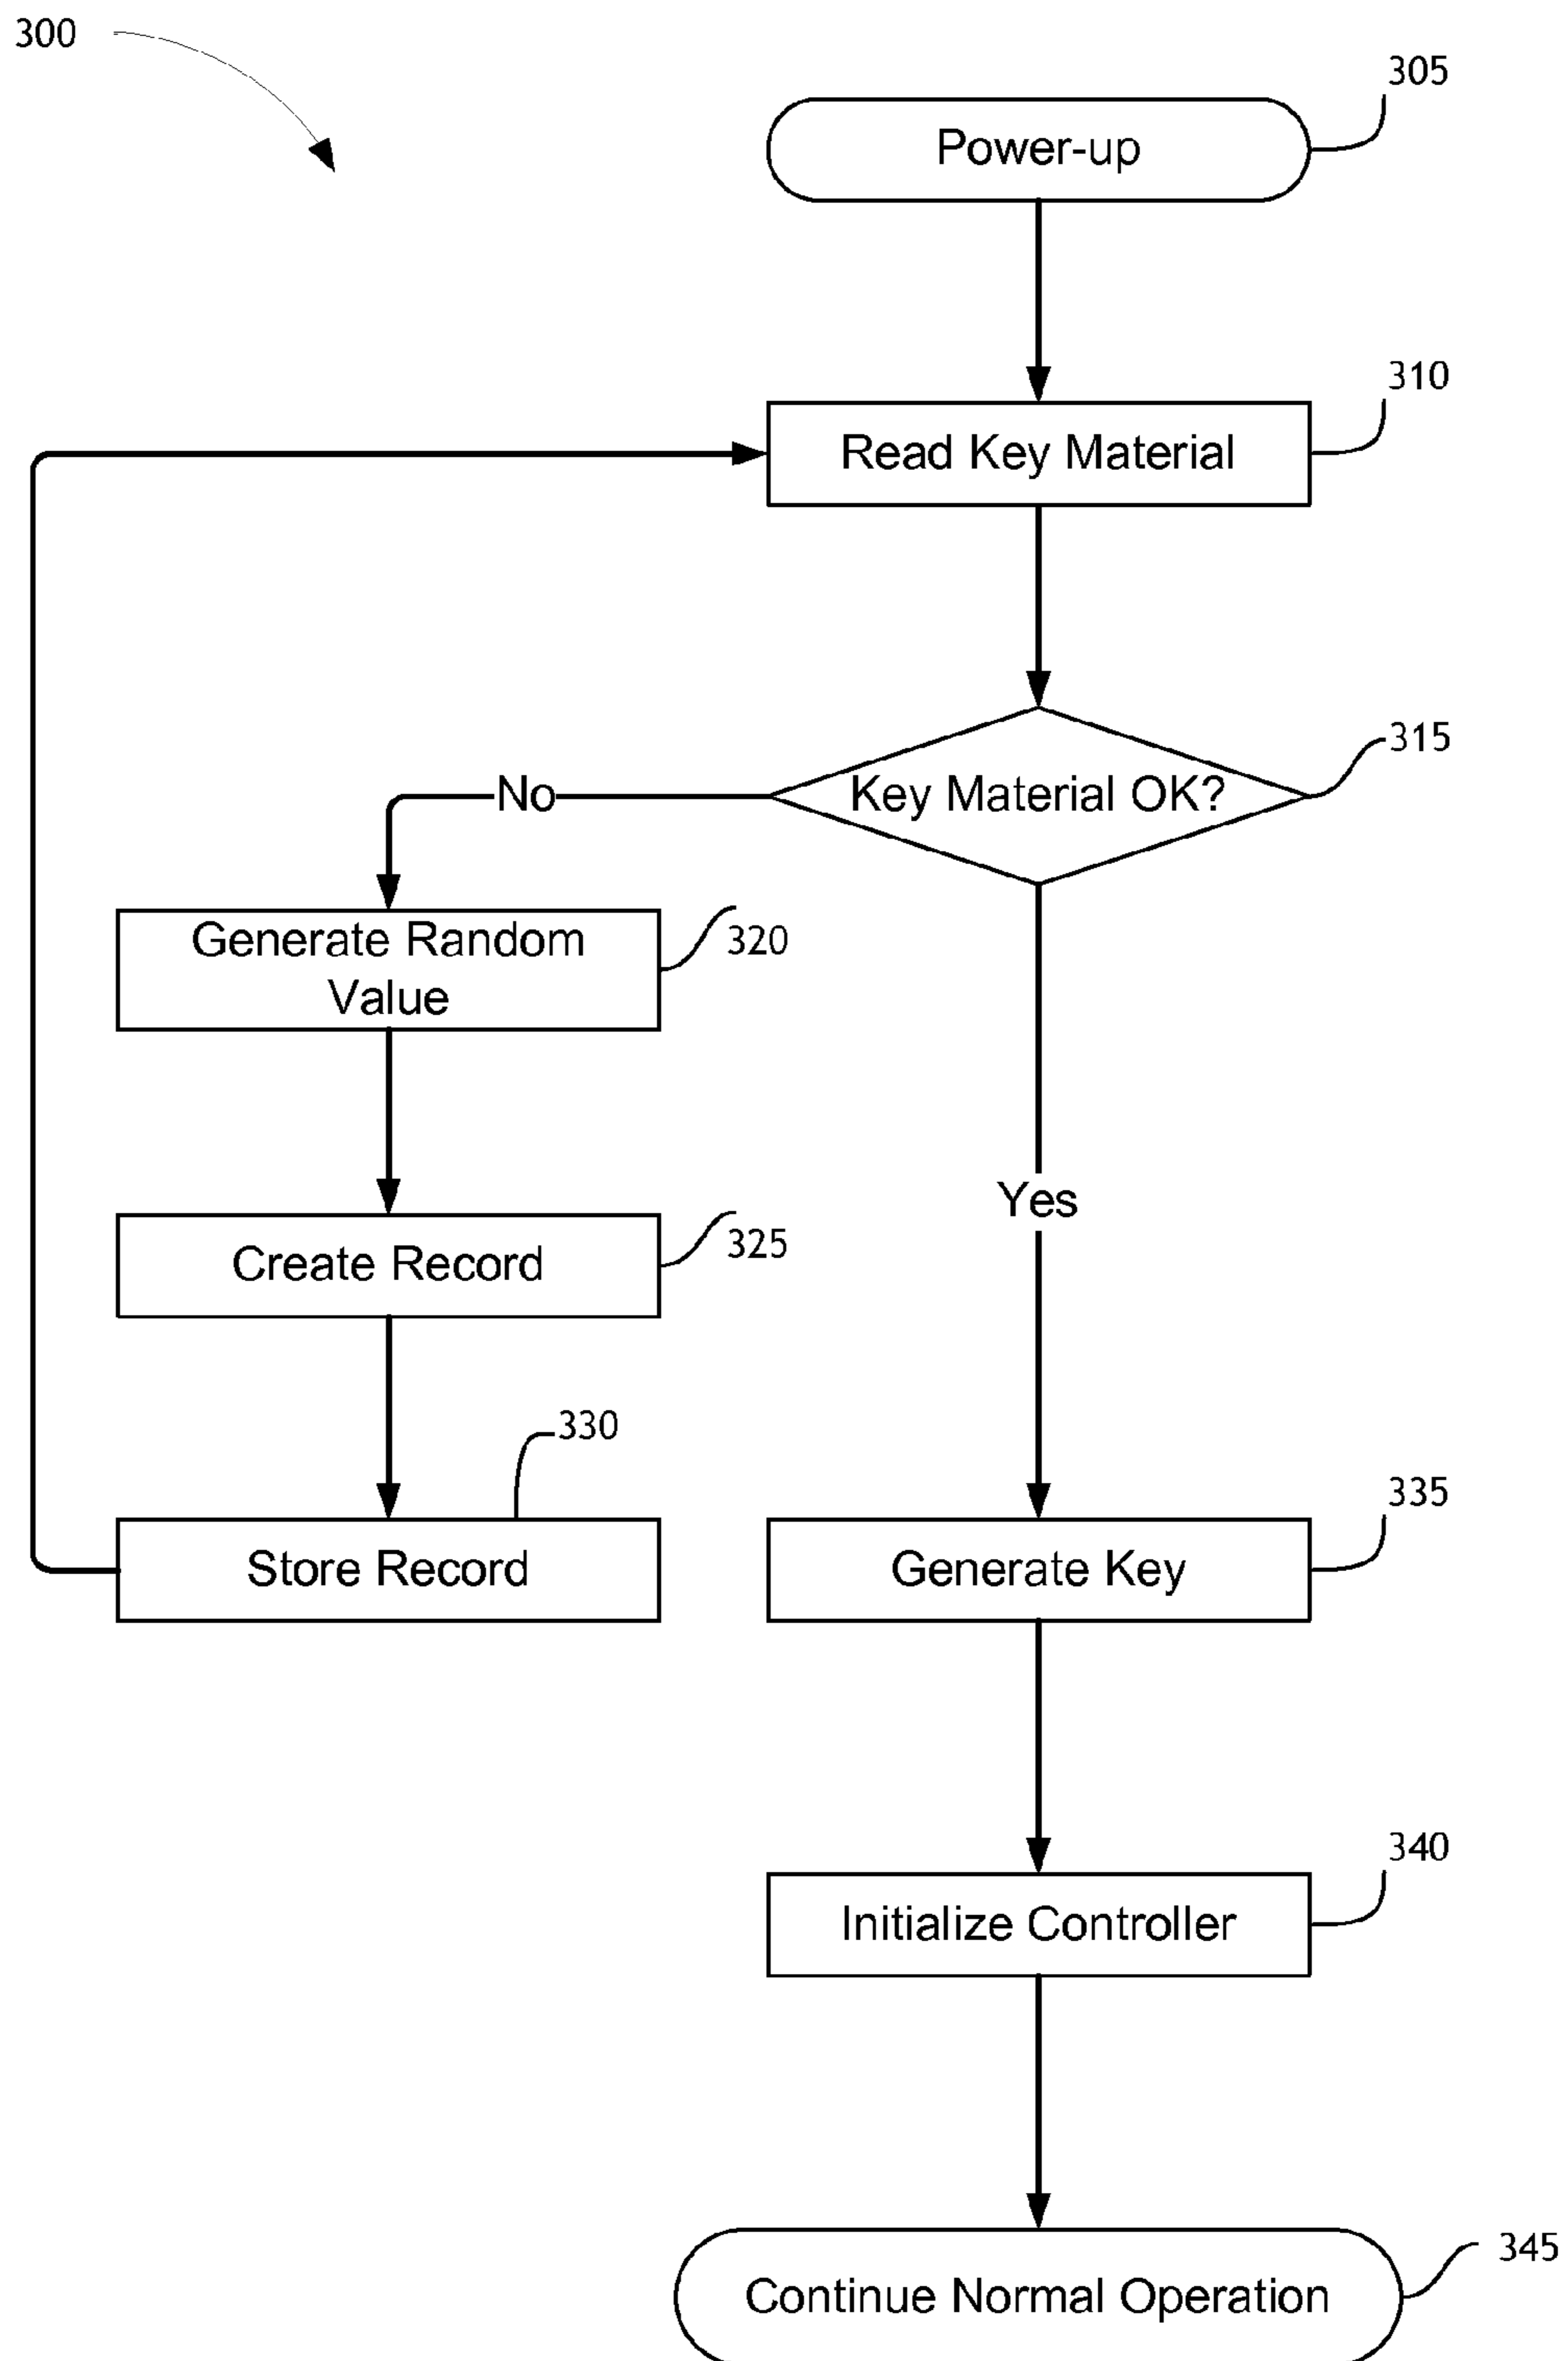 300
305
Power-up
310
Read Key Material
315
Key Material OK?
No
Generate Random
Value
320
Yes
325
Create Record
330
Store Record
335
Generate Key
340
Initialize Controller
345
Continue Normal Operation